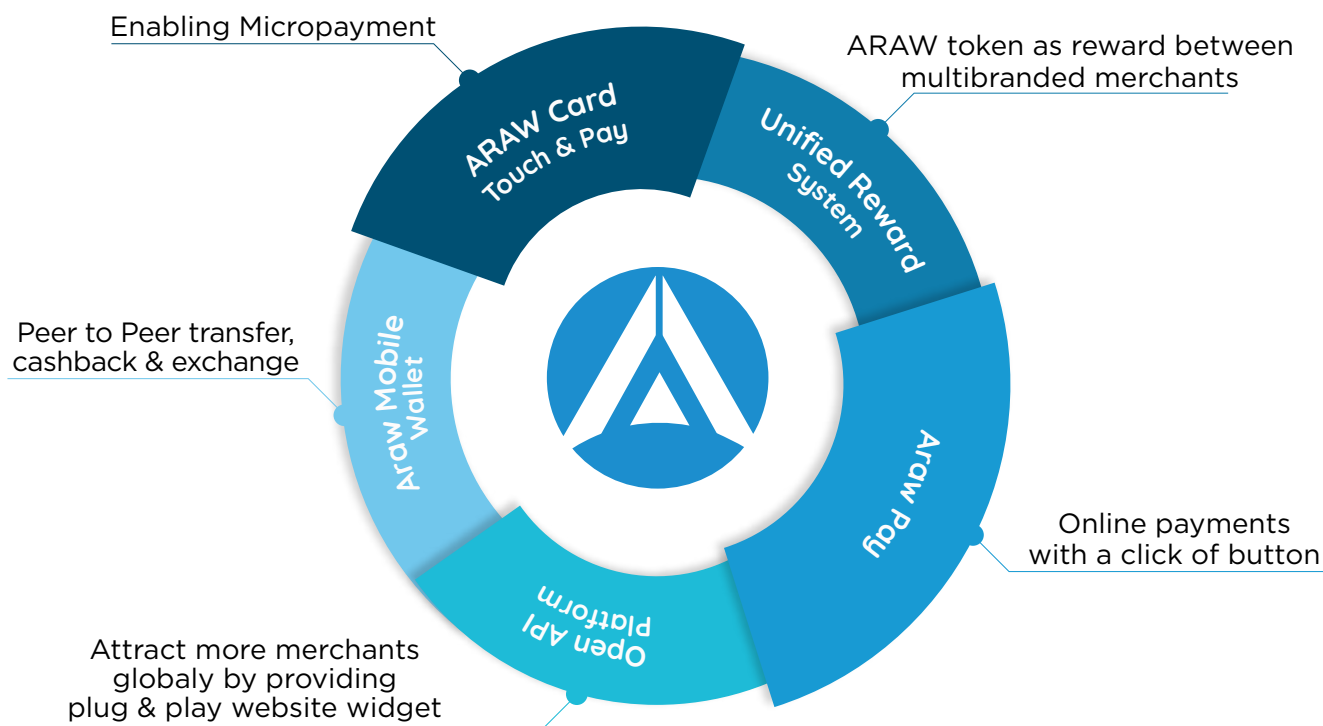 Enabling Micropayment
ARAW token as reward between
multibranded merchants
ARAW Card
Touch & Pay
Unified Reward
System
Peer to Peer transfer,
cashback & exchange
Araw Mobile
Wallet
Araw Pay
Online payments
with a click of button
Open API
Platform
Attract more merchants
globaly by providing
plug & play website widget